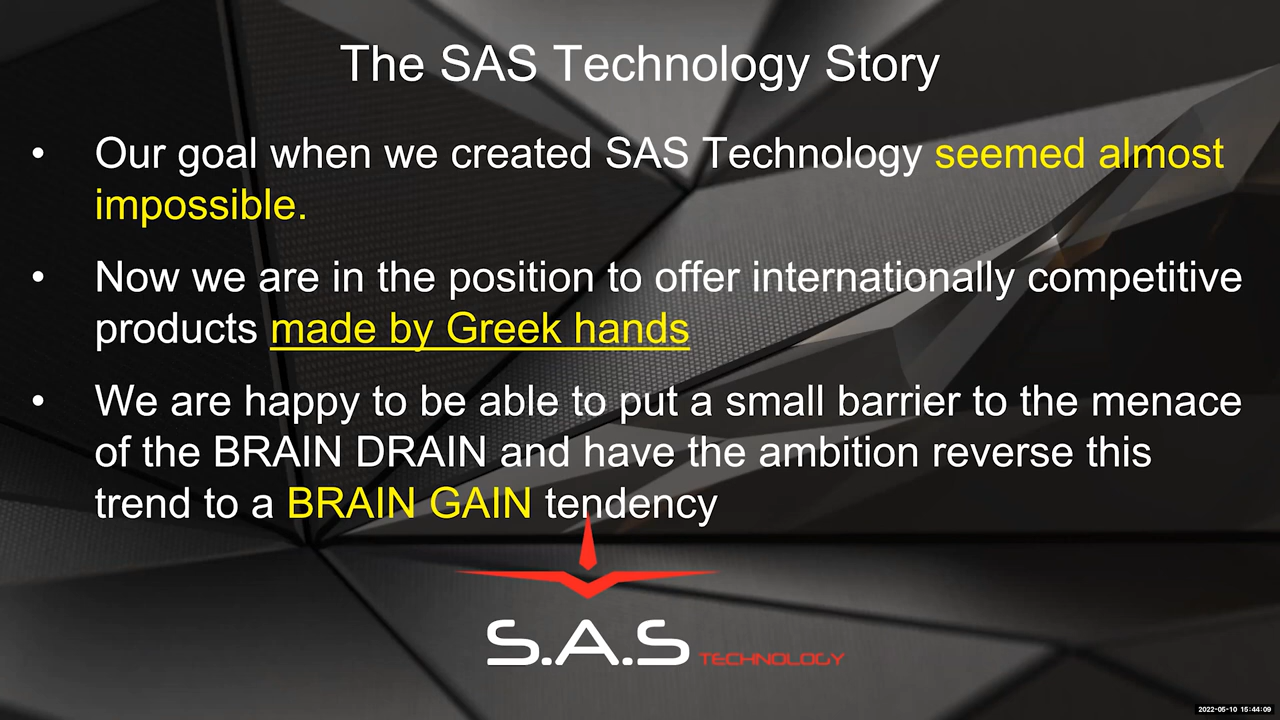 The SAS Technology Story
• Our goal when we created SAS Technology seemed almost
impossible.
• Now we are in the position to offer internationally competitive
products made by Greek hands
• We are happy to be able to put a small barrier to the menace
of the BRAIN DRAIN and have the ambition reverse this
trend to a BRAIN GAIN tendency
S.A.S TECHNOLOGY
2022-05-10 15:44:09